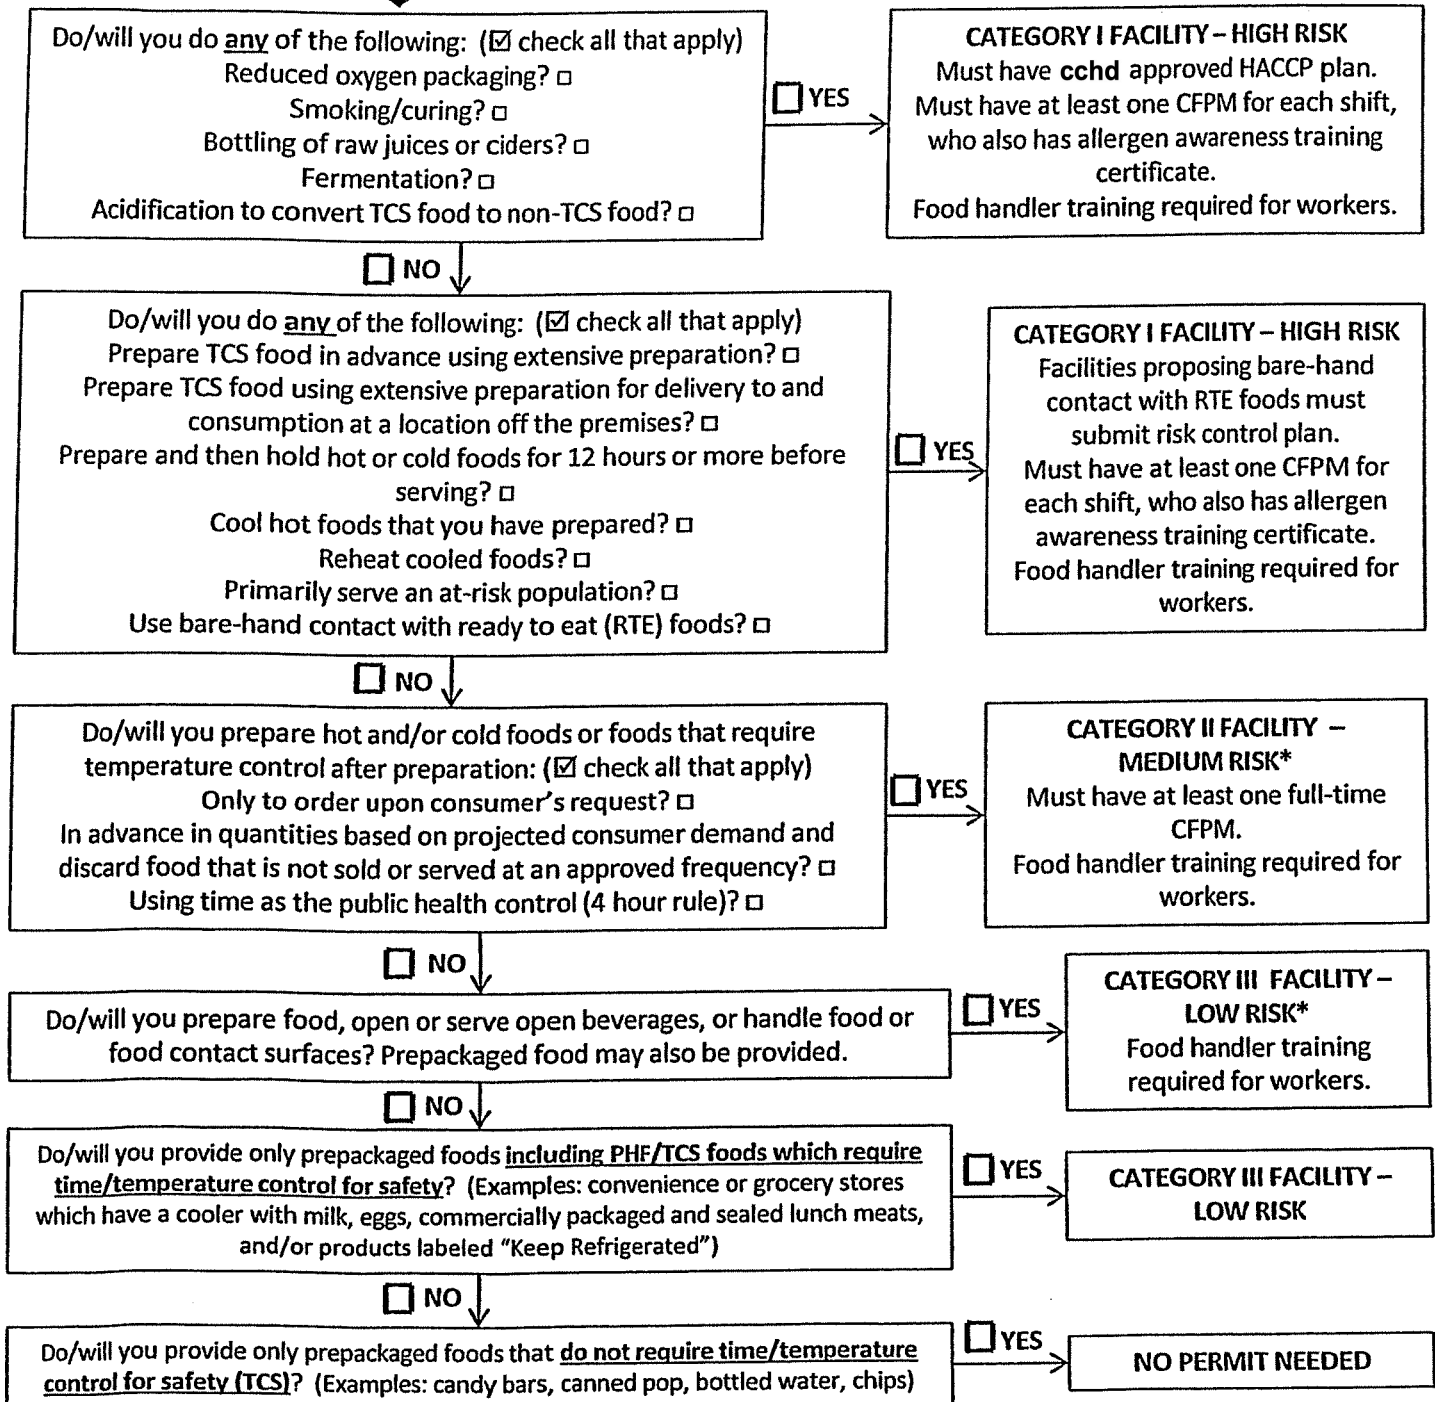 Do/will you do any of the following: (☑ check all that apply)
Reduced oxygen packaging? □
Smoking/curing? □
Bottling of raw juices or ciders? □
Fermentation? □
Acidification to convert TCS food to non-TCS food? □
□ YES
CATEGORY I FACILITY – HIGH RISK
Must have cchd approved HACCP plan.
Must have at least one CFPM for each shift,
who also has allergen awareness training
certificate.
Food handler training required for workers.
□ NO
Do/will you do any of the following: (☑ check all that apply)
Prepare TCS food in advance using extensive preparation? □
Prepare TCS food using extensive preparation for delivery to and
consumption at a location off the premises? □
Prepare and then hold hot or cold foods for 12 hours or more before
serving? □
Cool hot foods that you have prepared? □
Reheat cooled foods? □
Primarily serve an at-risk population? □
Use bare-hand contact with ready to eat (RTE) foods? □
□ YES
CATEGORY I FACILITY – HIGH RISK
Facilities proposing bare-hand
contact with RTE foods must
submit risk control plan.
Must have at least one CFPM for
each shift, who also has allergen
awareness training certificate.
Food handler training required for
workers.
□ NO
Do/will you prepare hot and/or cold foods or foods that require
temperature control after preparation: (☑ check all that apply)
Only to order upon consumer's request? □
In advance in quantities based on projected consumer demand and
discard food that is not sold or served at an approved frequency? □
Using time as the public health control (4 hour rule)? □
□ YES
CATEGORY II FACILITY –
MEDIUM RISK*
Must have at least one full-time
CFPM.
Food handler training required for
workers.
□ NO
Do/will you prepare food, open or serve open beverages, or handle food or
food contact surfaces? Prepackaged food may also be provided.
□ YES
CATEGORY III FACILITY –
LOW RISK*
Food handler training
required for workers.
□ NO
Do/will you provide only prepackaged foods including PHF/TCS foods which require
time/temperature control for safety? (Examples: convenience or grocery stores
which have a cooler with milk, eggs, commercially packaged and sealed lunch meats,
and/or products labeled "Keep Refrigerated")
□ YES
CATEGORY III FACILITY –
LOW RISK
□ NO
Do/will you provide only prepackaged foods that do not require time/temperature
control for safety (TCS)? (Examples: candy bars, canned pop, bottled water, chips)
□ YES
NO PERMIT NEEDED